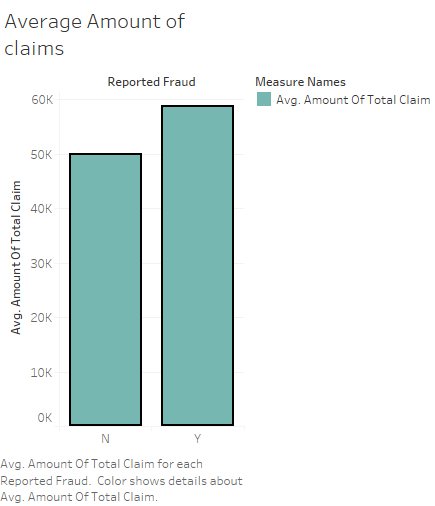 Average Amount of
claims
Reported Fraud
Measure Names
Avg. Amount Of Total Claim
60K
50K
40K
30K
20K
10K
0K
Avg. Amount Of Total Claim
N
Y
Avg. Amount Of Total Claim for each
Reported Fraud. Color shows details about
Avg. Amount Of Total Claim.